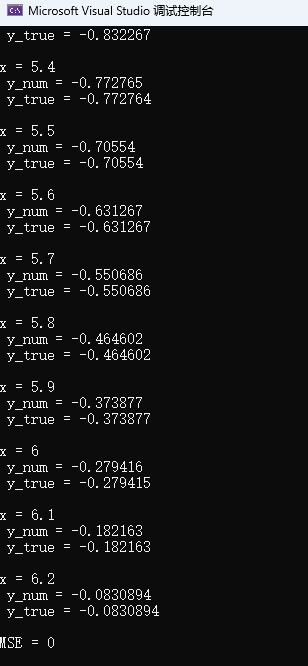 Microsoft Visual Studio 调试控制台
y_true = -0.832267
x = 5.4
y_num = -0.772765
y_true = -0.772764
x = 5.5
y_num = -0.70554
y_true = -0.70554
x = 5.6
y_num = -0.631267
y_true = -0.631267
x = 5.7
y_num = -0.550686
y_true = -0.550686
x = 5.8
y_num = -0.464602
y_true = -0.464602
x = 5.9
y_num = -0.373877
y_true = -0.373877
x = 6
y_num = -0.279416
y_true = -0.279415
x = 6.1
y_num = -0.182163
y_true = -0.182163
x = 6.2
y_num = -0.0830894
y_true = -0.0830894
MSE = 0